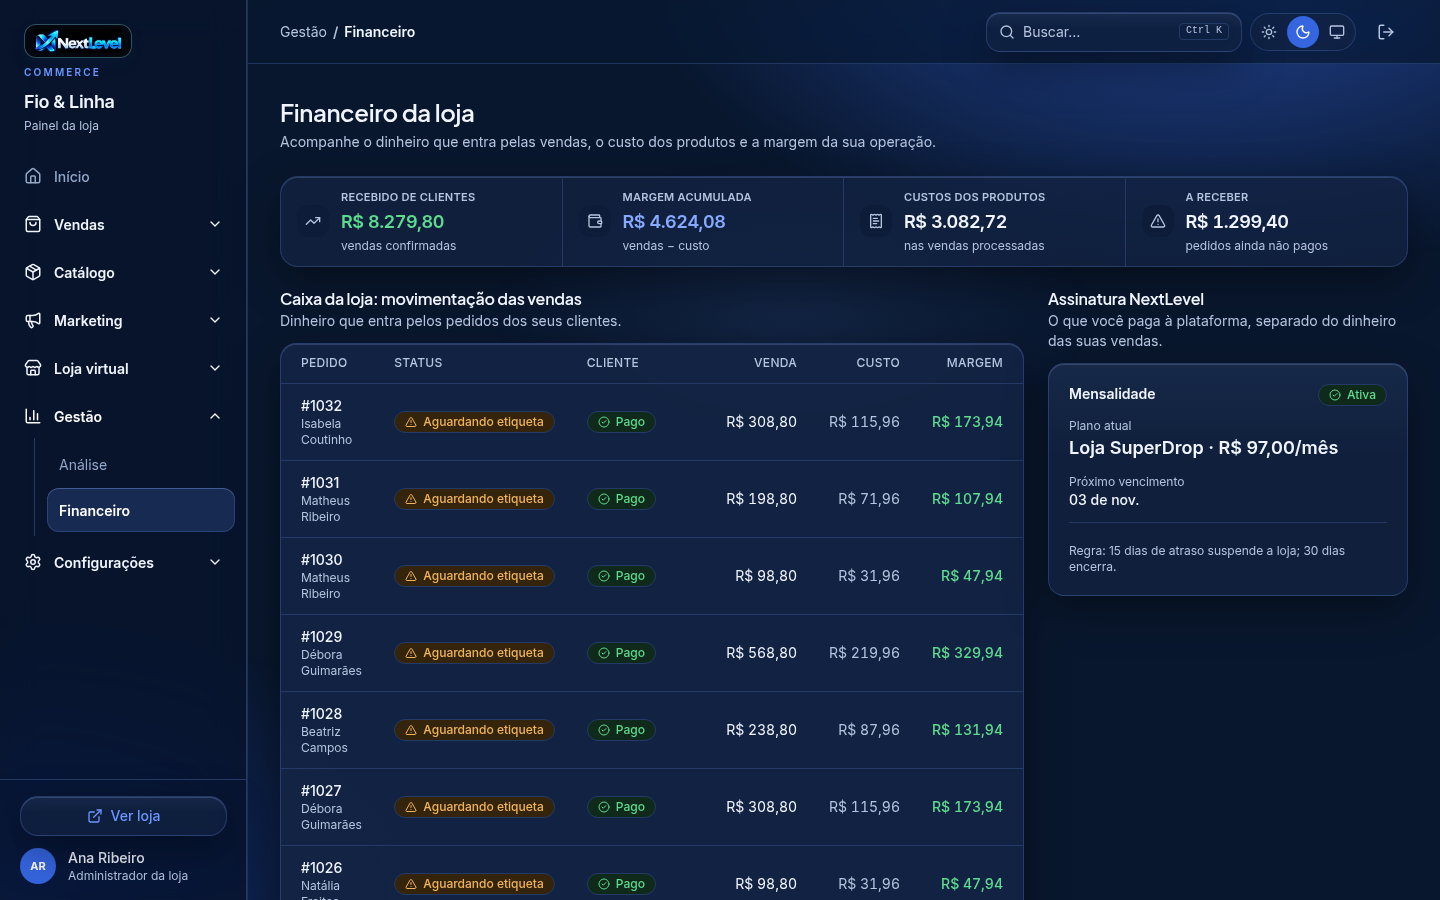 NextLevel
COMMERCE
Fio & Linha
Painel da loja
Início
Vendas
Catálogo
Marketing
Loja virtual
Gestão
Análise
Financeiro
Configurações
Ver loja
AR
Ana Ribeiro
Administrador da loja
Gestão / Financeiro
Buscar...
Ctrl K
Financeiro da loja
Acompanhe o dinheiro que entra pelas vendas, o custo dos produtos e a margem da sua operação.
RECEBIDO DE CLIENTES
R$ 8.279,80
vendas confirmadas
MARGEM ACUMULADA
R$ 4.624,08
vendas − custo
CUSTOS DOS PRODUTOS
R$ 3.082,72
nas vendas processadas
A RECEBER
R$ 1.299,40
pedidos ainda não pagos
Caixa da loja: movimentação das vendas
Dinheiro que entra pelos pedidos dos seus clientes.
PEDIDO STATUS CLIENTE VENDA CUSTO MARGEM
#1032
Isabela
Coutinho
Aguardando etiqueta Pago R$ 308,80 R$ 115,96 R$ 173,94
#1031
Matheus
Ribeiro
Aguardando etiqueta Pago R$ 198,80 R$ 71,96 R$ 107,94
#1030
Matheus
Ribeiro
Aguardando etiqueta Pago R$ 98,80 R$ 31,96 R$ 47,94
#1029
Débora
Guimarães
Aguardando etiqueta Pago R$ 568,80 R$ 219,96 R$ 329,94
#1028
Beatriz
Campos
Aguardando etiqueta Pago R$ 238,80 R$ 87,96 R$ 131,94
#1027
Débora
Guimarães
Aguardando etiqueta Pago R$ 308,80 R$ 115,96 R$ 173,94
#1026
Natália
Aguardando etiqueta Pago R$ 98,80 R$ 31,96 R$ 47,94
Assinatura NextLevel
O que você paga à plataforma, separado do dinheiro
das suas vendas.
Mensalidade
Ativa
Plano atual
Loja SuperDrop · R$ 97,00/mês
Próximo vencimento
03 de nov.
Regra: 15 dias de atraso suspende a loja; 30 dias
encerra.